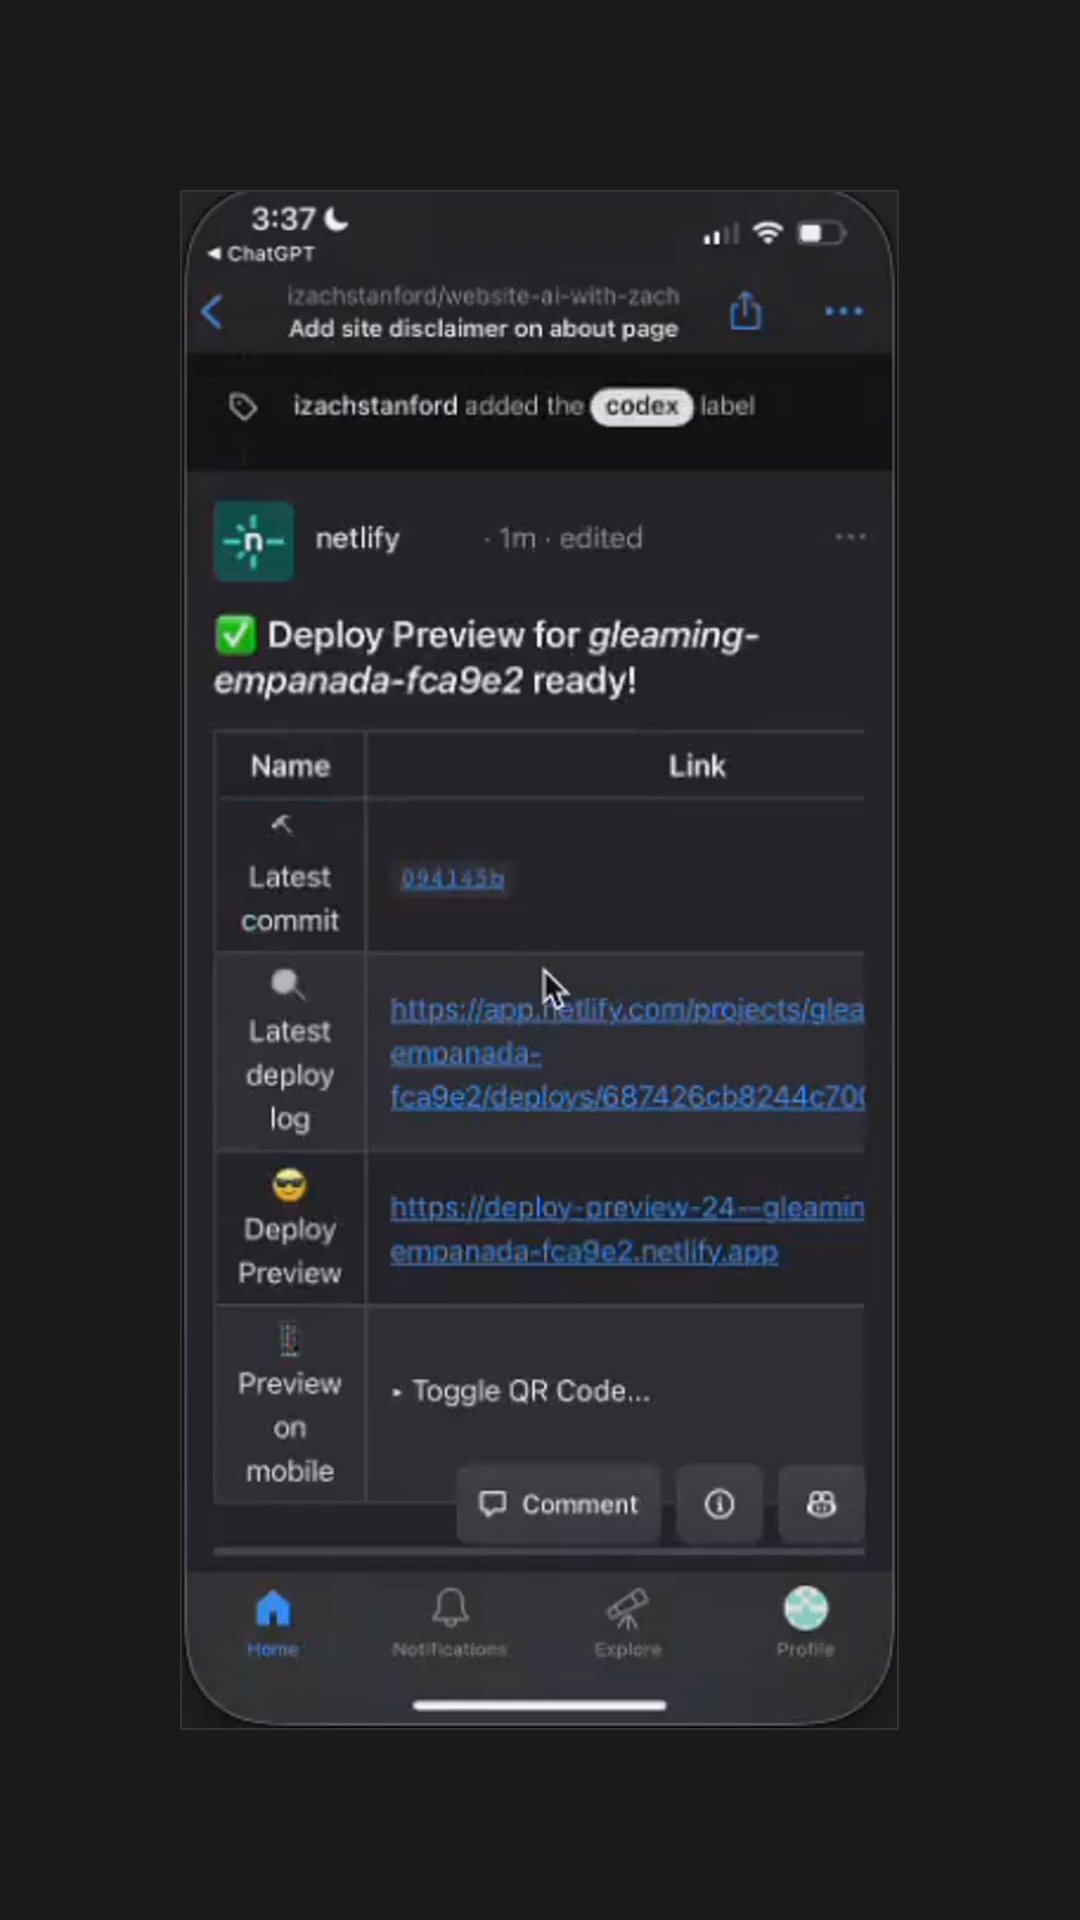 3:37
◀ ChatGPT
izachstanford/website-ai-with-zach
Add site disclaimer on about page
izachstanford added the codex label
netlify · 1m · edited
Deploy Preview for gleaming-
empanada-fca9e2 ready!
Name Link
Latest
commit
094145b
Latest
deploy
log
https://app.netlify.com/projects/glea
empanada-
fca9e2/deploys/687426cb8244c700
Deploy
Preview
https://deploy-preview-24--gleamin
empanada-fca9e2.netlify.app
Preview
on
mobile
‣ Toggle QR Code...
Comment
Home Notifications Explore Profile